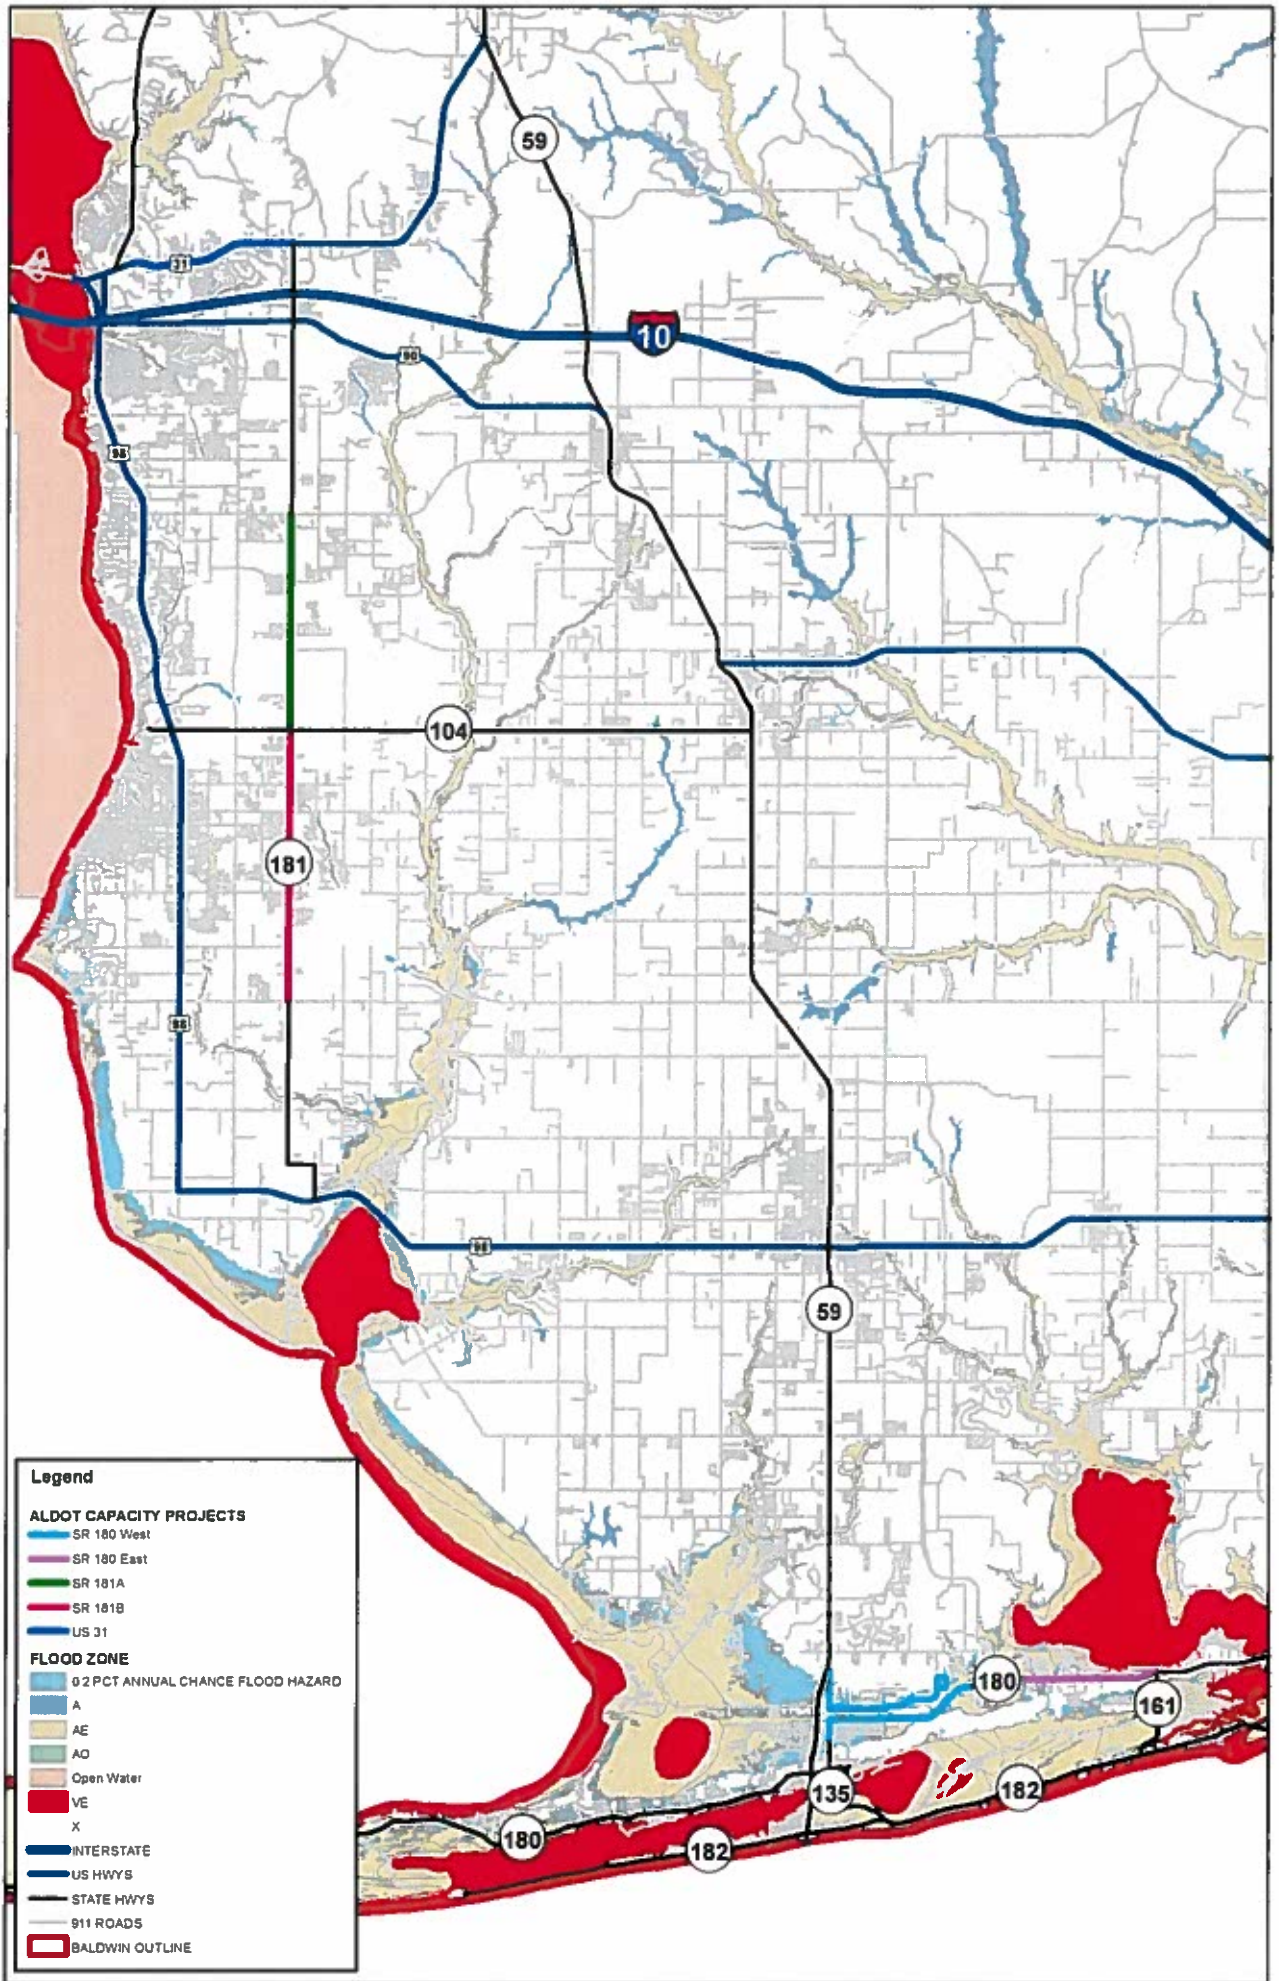 59
31
10
90
98
104
181
98
98
59
180
161
135
182
180
182
Legend
ALDOT CAPACITY PROJECTS
SR 180 West
SR 180 East
SR 181A
SR 181B
US 31
FLOOD ZONE
0 2 PCT ANNUAL CHANCE FLOOD HAZARD
A
AE
AO
Open Water
VE
X
INTERSTATE
US HWYS
STATE HWYS
911 ROADS
BALDWIN OUTLINE